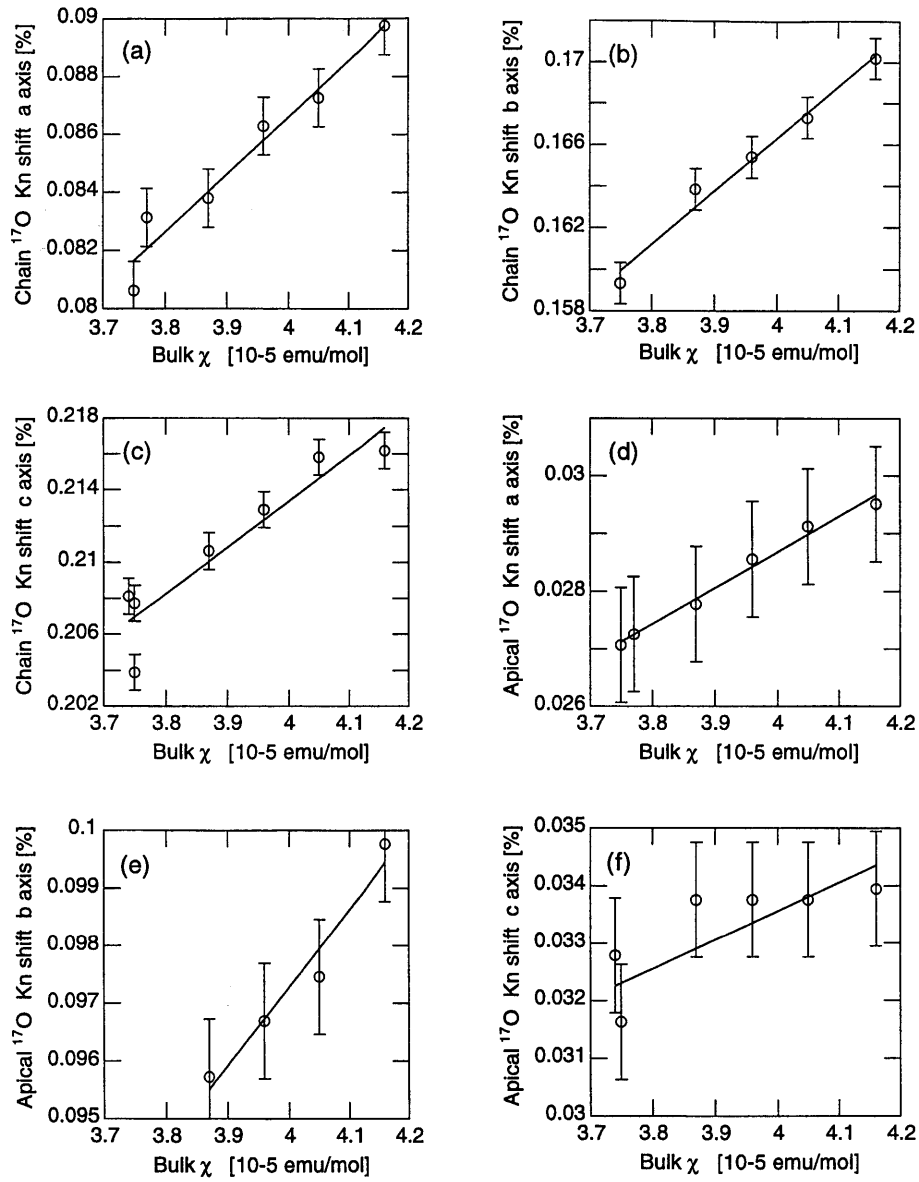 (a)
Chain 17O Kn shift a axis [%]
0.09
0.088
0.086
0.084
0.082
0.08
3.7 3.8 3.9 4 4.1 4.2
Bulk χ [10-5 emu/mol]
(b)
Chain 17O Kn shift b axis [%]
0.17
0.166
0.162
0.158
3.7 3.8 3.9 4 4.1 4.2
Bulk χ [10-5 emu/mol]
(c)
Chain 17O Kn shift c axis [%]
0.218
0.214
0.21
0.206
0.202
3.7 3.8 3.9 4 4.1 4.2
Bulk χ [10-5 emu/mol]
(d)
Apical 17O Kn shift a axis [%]
0.03
0.028
0.026
3.7 3.8 3.9 4 4.1 4.2
Bulk χ [10-5 emu/mol]
(e)
Apical 17O Kn shift b axis [%]
0.1
0.099
0.098
0.097
0.096
0.095
3.7 3.8 3.9 4 4.1 4.2
Bulk χ [10-5 emu/mol]
(f)
Apical 17O Kn shift c axis [%]
0.035
0.034
0.033
0.032
0.031
0.03
3.7 3.8 3.9 4 4.1 4.2
Bulk χ [10-5 emu/mol]